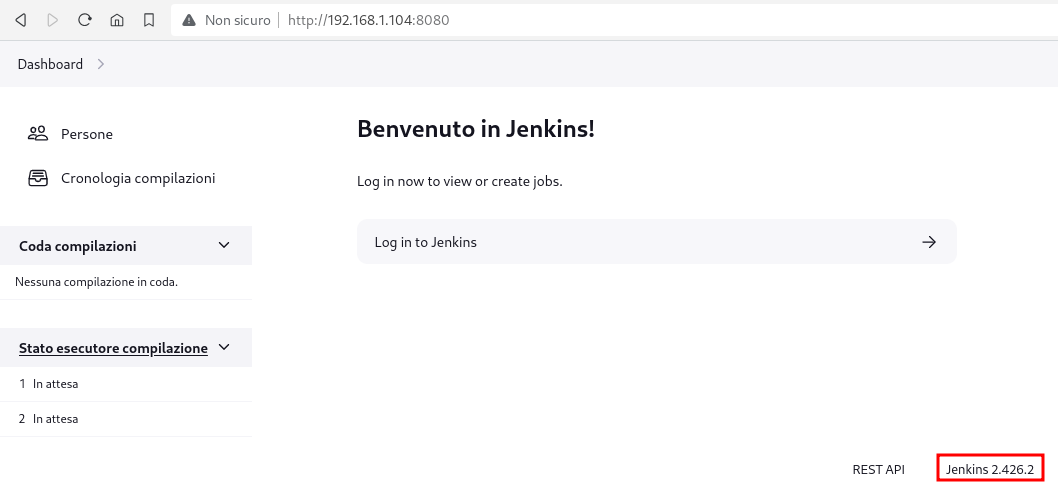 Non sicuro http://192.168.1.104:8080
Dashboard
Persone
Cronologia compilazioni
Coda compilazioni
Nessuna compilazione in coda.
Stato esecutore compilazione
1 In attesa
2 In attesa
Benvenuto in Jenkins!
Log in now to view or create jobs.
Log in to Jenkins
REST API Jenkins 2.426.2